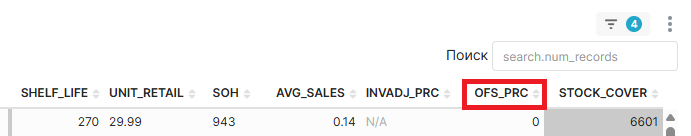 4
Поиск search.num_records
SHELF_LIFE UNIT_RETAIL SOH AVG_SALES INVADJ_PRC OFS_PRC STOCK_COVER
270 29.99 943 0.14 N/A 0 6601